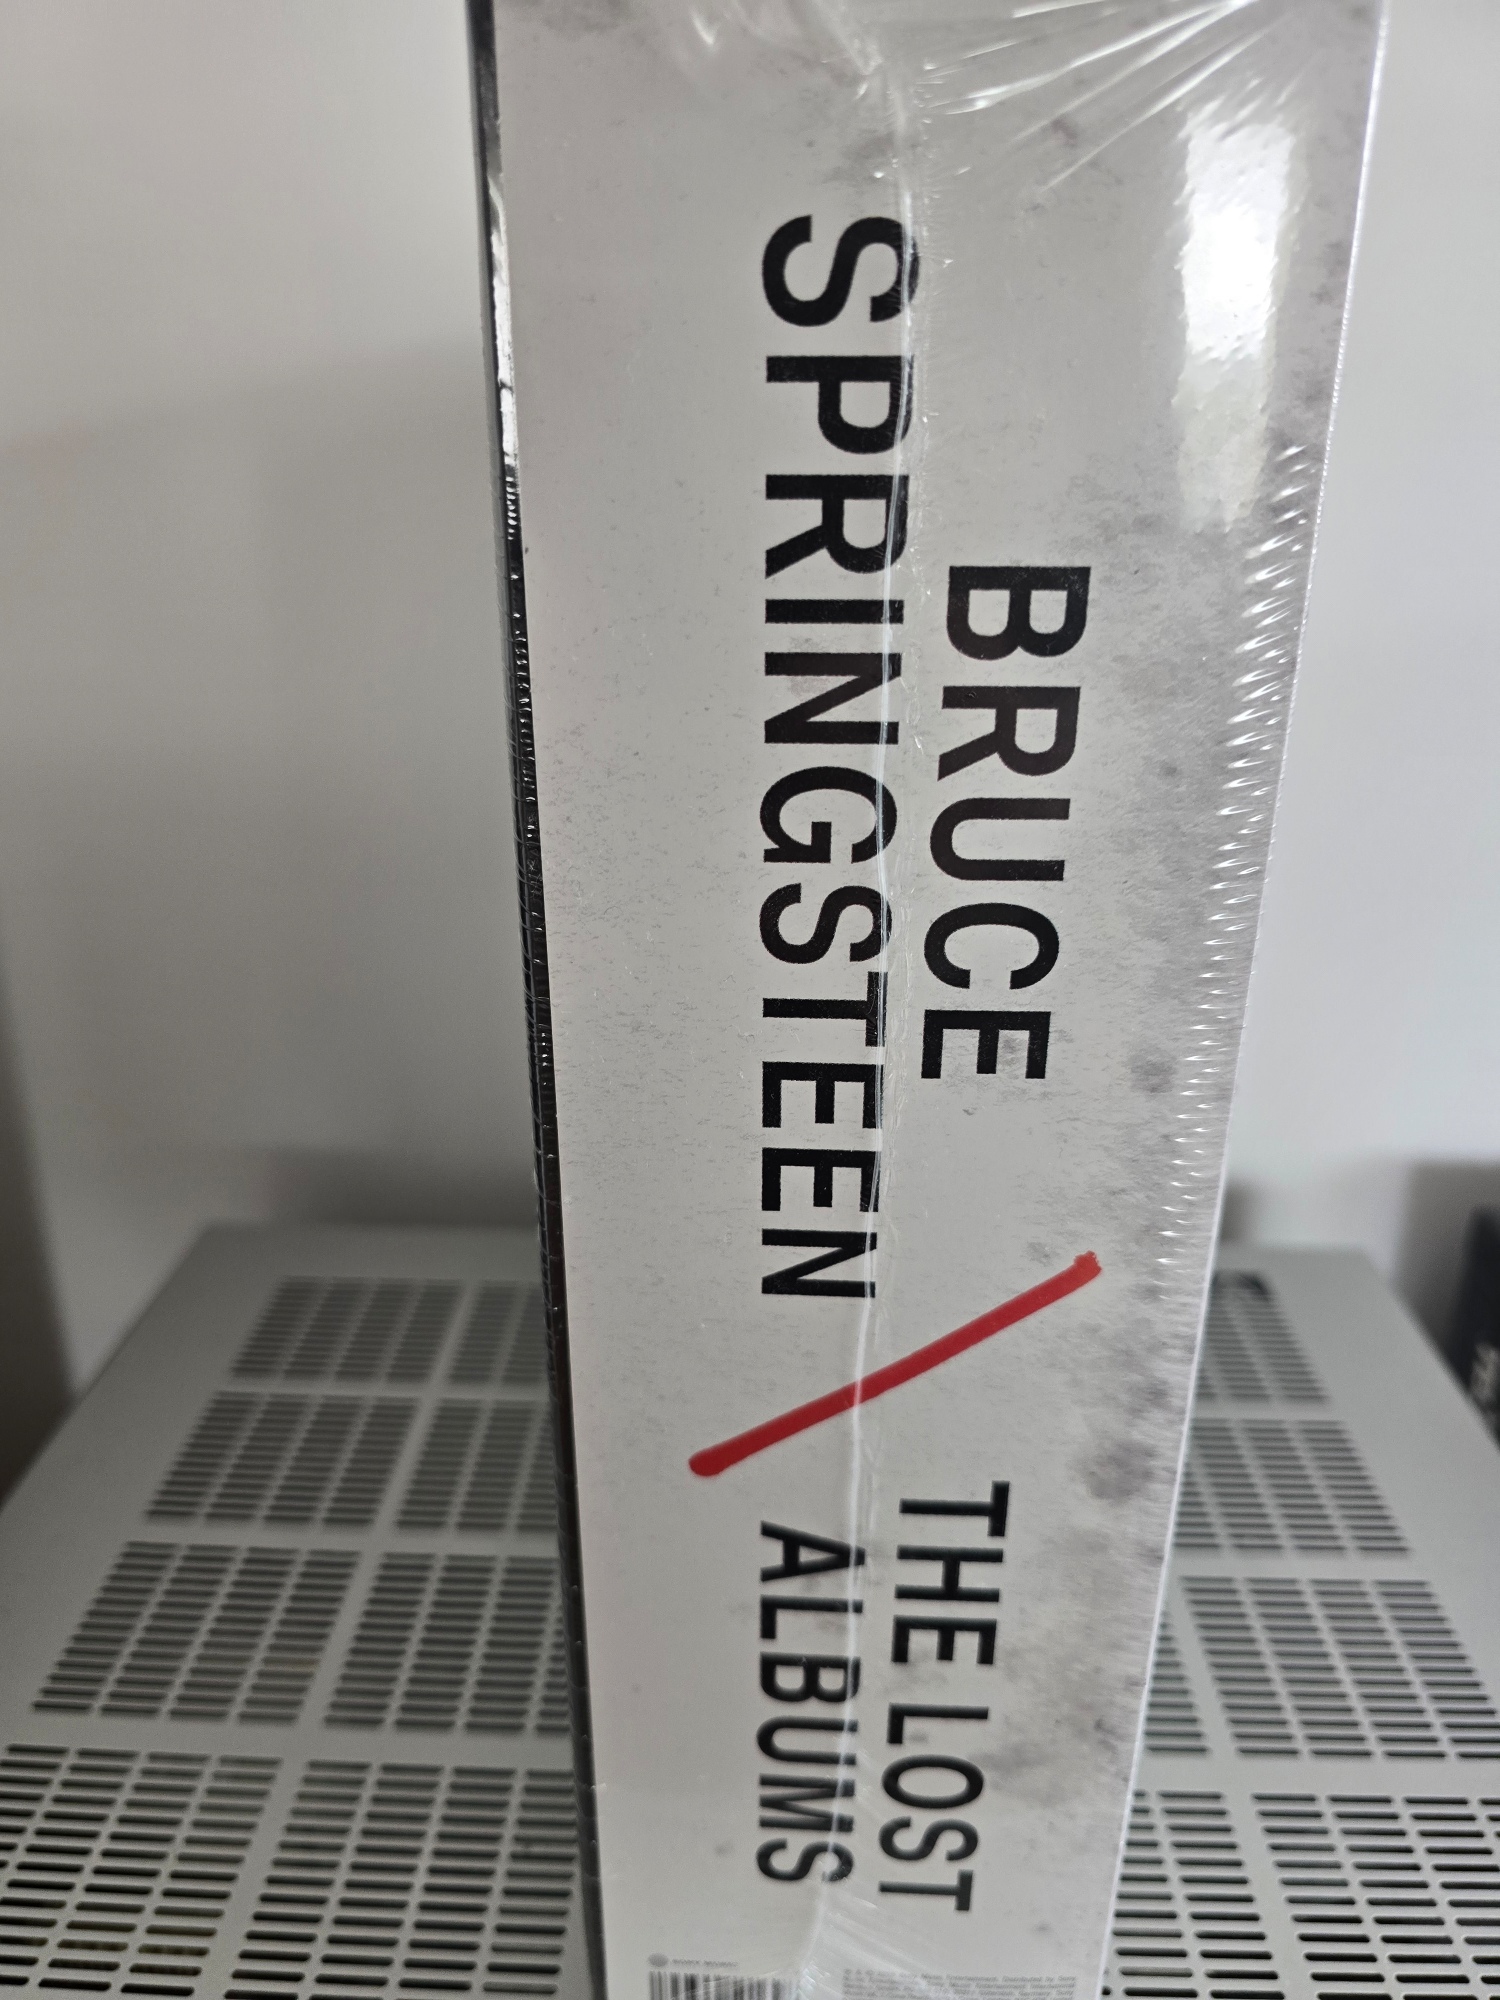 BRUCE
SPRINGSTEEN
THE LOST
ALBUMS